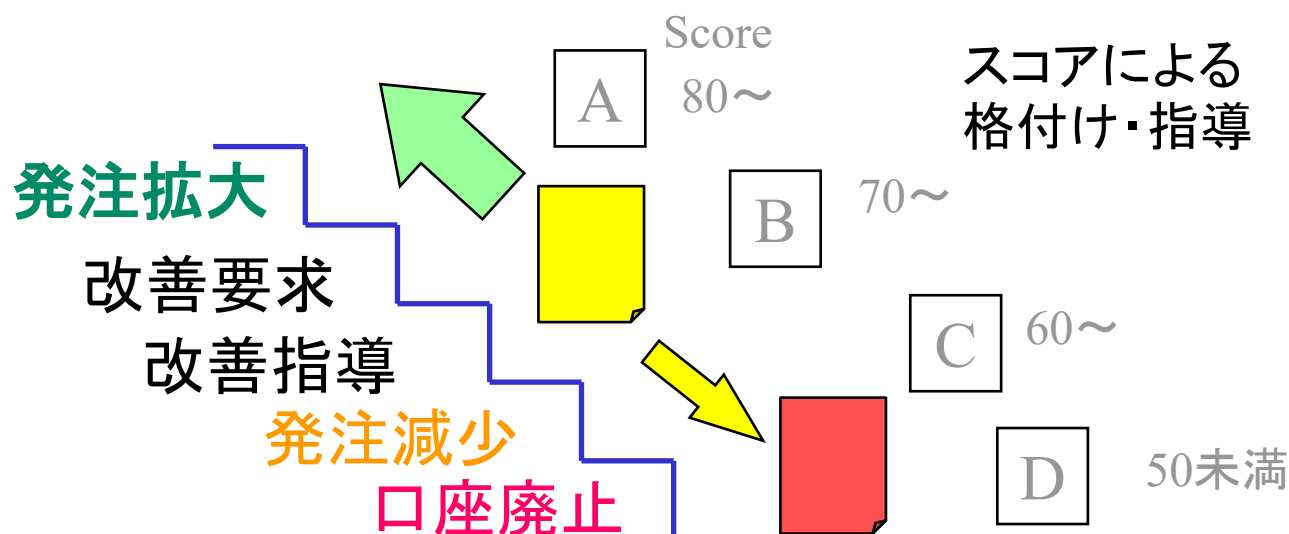 Score
A
80～
スコアによる
格付け・指導
発注拡大
B
70～
改善要求
C
60～
改善指導
発注減少
D
50未満
口座廃止